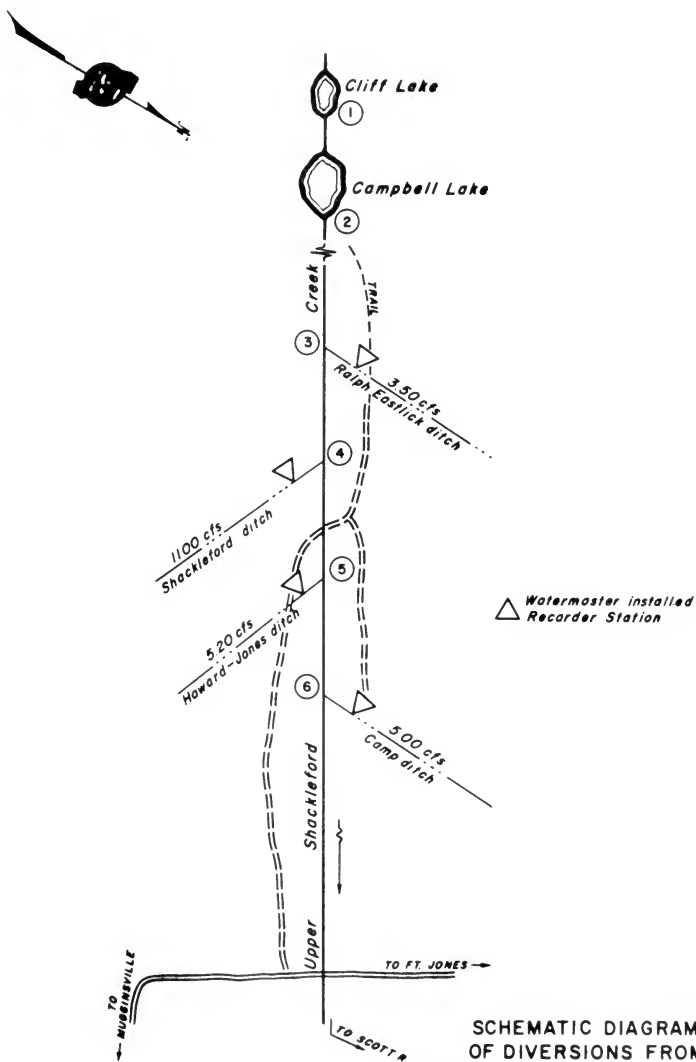 Cliff Lake
1
Campbell Lake
2
Creek
TRAIL
3
3.50 cfs
Ralph Eastlick ditch
4
11.00 cfs
Shackleford ditch
5
5.20 cfs
Howard-Jones ditch
Watermaster installed
Recorder Station
6
5.00 cfs
Camp ditch
Shackleford
Upper
TO FT. JONES
TO
MUGGINSVILLE
TO SCOTT R
SCHEMATIC DIAGRAM
OF DIVERSIONS FROM